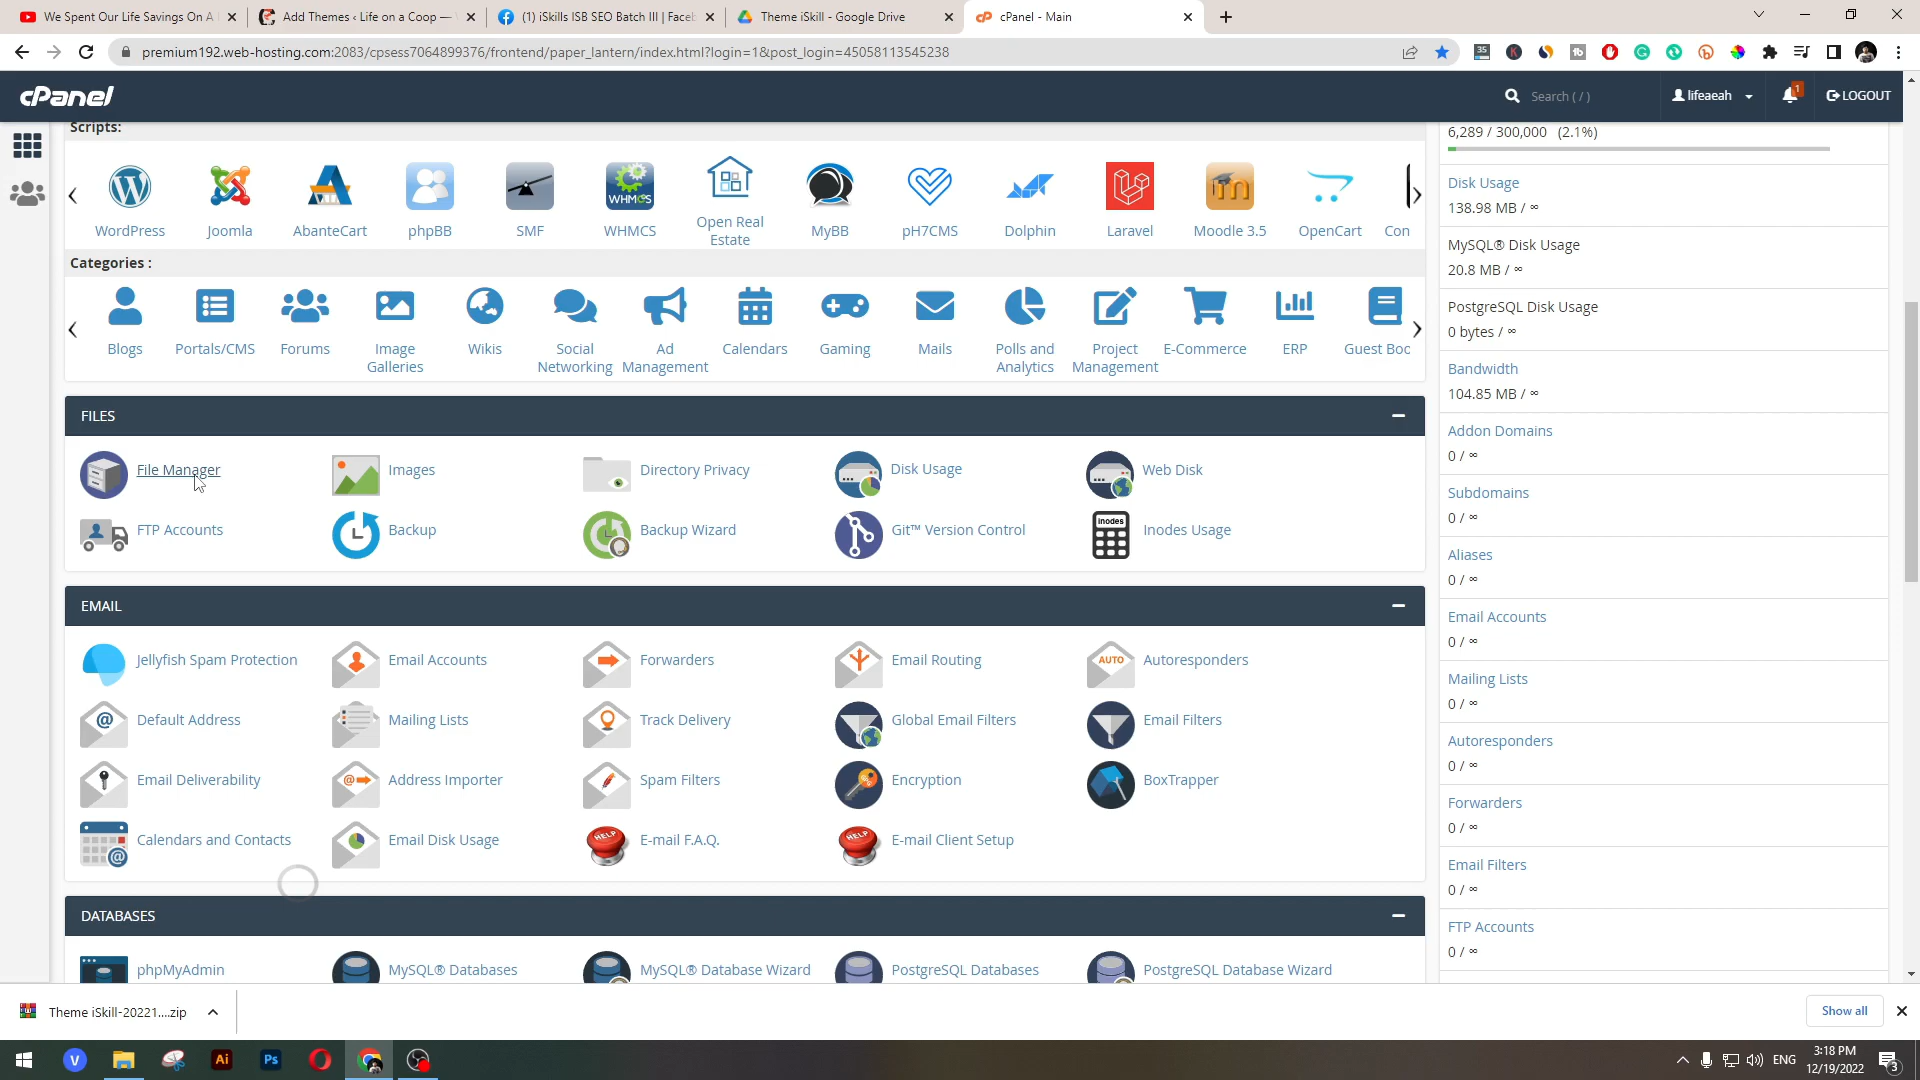 We Spent Our Life Savings On A
Add Themes ‹ Life on a Coop —
(1) iSkills ISB SEO Batch III | Faceb
Theme iSkill - Google Drive
cPanel - Main
premium192.web-hosting.com:2083/cpsess7064899376/frontend/paper_lantern/index.html?login=1&post_login=45058113545238
cPanel
Search ( / )
lifeaeah
1
LOGOUT
Scripts:
WordPress
Joomla
AbanteCart
phpBB
SMF
WHMCS
Open Real Estate
MyBB
pH7CMS
Dolphin
Laravel
Moodle 3.5
OpenCart
Con
Categories :
Blogs
Portals/CMS
Forums
Image Galleries
Wikis
Social Networking
Ad Management
Calendars
Gaming
Mails
Polls and Analytics
Project Management
E-Commerce
ERP
Guest Boo
FILES
File Manager
Images
Directory Privacy
Disk Usage
Web Disk
FTP Accounts
Backup
Backup Wizard
Git™ Version Control
Inodes Usage
EMAIL
Jellyfish Spam Protection
Email Accounts
Forwarders
Email Routing
Autoresponders
Default Address
Mailing Lists
Track Delivery
Global Email Filters
Email Filters
Email Deliverability
Address Importer
Spam Filters
Encryption
BoxTrapper
Calendars and Contacts
Email Disk Usage
E-mail F.A.Q.
E-mail Client Setup
DATABASES
phpMyAdmin
MySQL® Databases
MySQL® Database Wizard
PostgreSQL Databases
PostgreSQL Database Wizard
6,289 / 300,000 (2.1%)
Disk Usage
138.98 MB / ∞
MySQL® Disk Usage
20.8 MB / ∞
PostgreSQL Disk Usage
0 bytes / ∞
Bandwidth
104.85 MB / ∞
Addon Domains
0 / ∞
Subdomains
0 / ∞
Aliases
0 / ∞
Email Accounts
0 / ∞
Mailing Lists
0 / ∞
Autoresponders
0 / ∞
Forwarders
0 / ∞
Email Filters
0 / ∞
FTP Accounts
0 / ∞
Theme iSkill-20221....zip
Show all
ENG
3:18 PM
12/19/2022
3